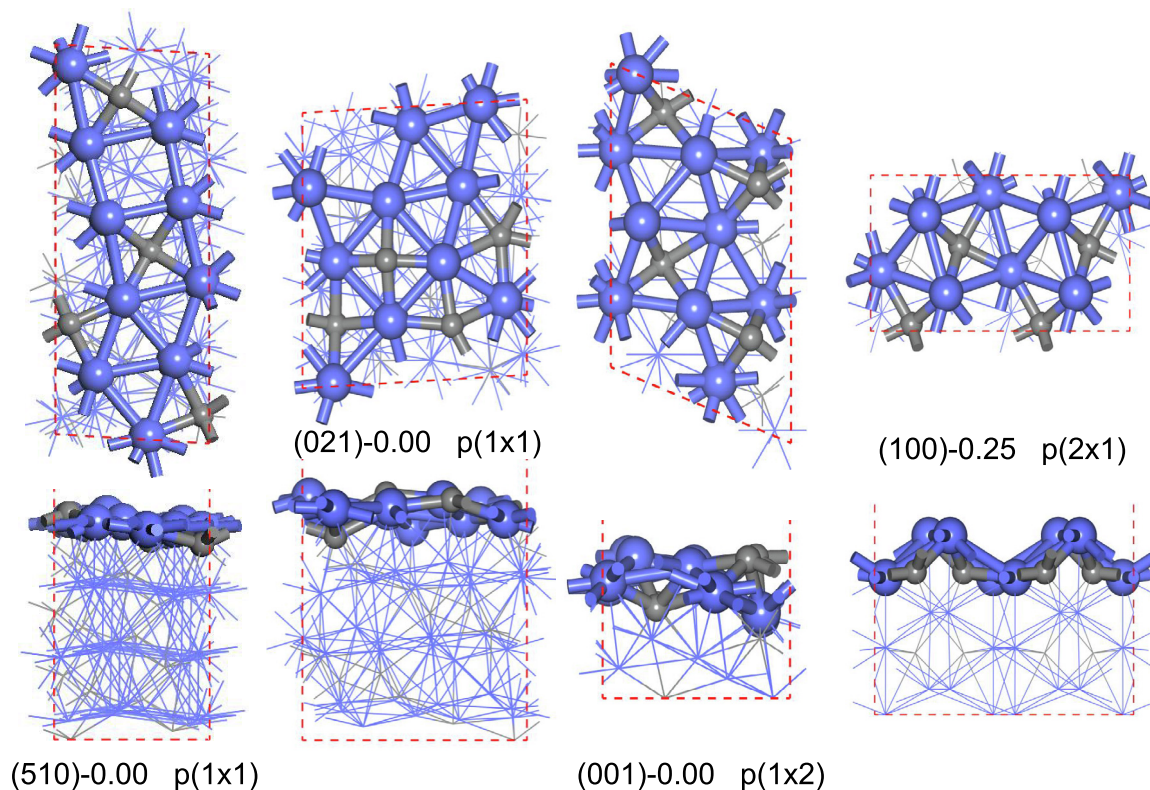 (021)-0.00 p(1x1)
(100)-0.25 p(2x1)
(510)-0.00 p(1x1)
(001)-0.00 p(1x2)